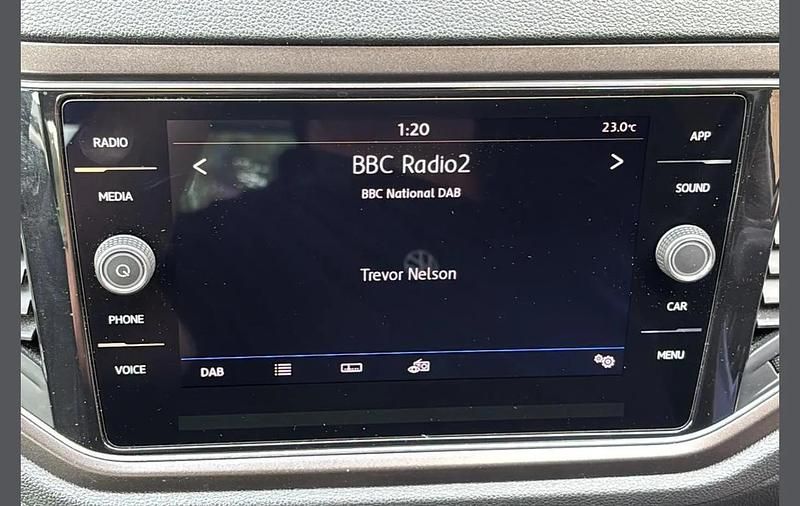 RADIO
MEDIA
PHONE
VOICE
1:20
23.0°C
BBC Radio2
BBC National DAB
Trevor Nelson
DAB
APP
SOUND
CAR
MENU